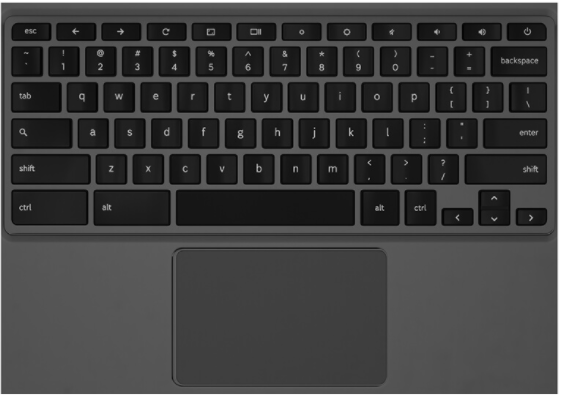 esc
~ ! @ # $ % ^ & * ( ) _ +
` 1 2 3 4 5 6 7 8 9 0 - = backspace
tab q w e r t y u i o p { } |
[ ] \
a s d f g h j k l : " enter
; '
shift z x c v b n m < > ? shift
, . /
ctrl alt alt ctrl